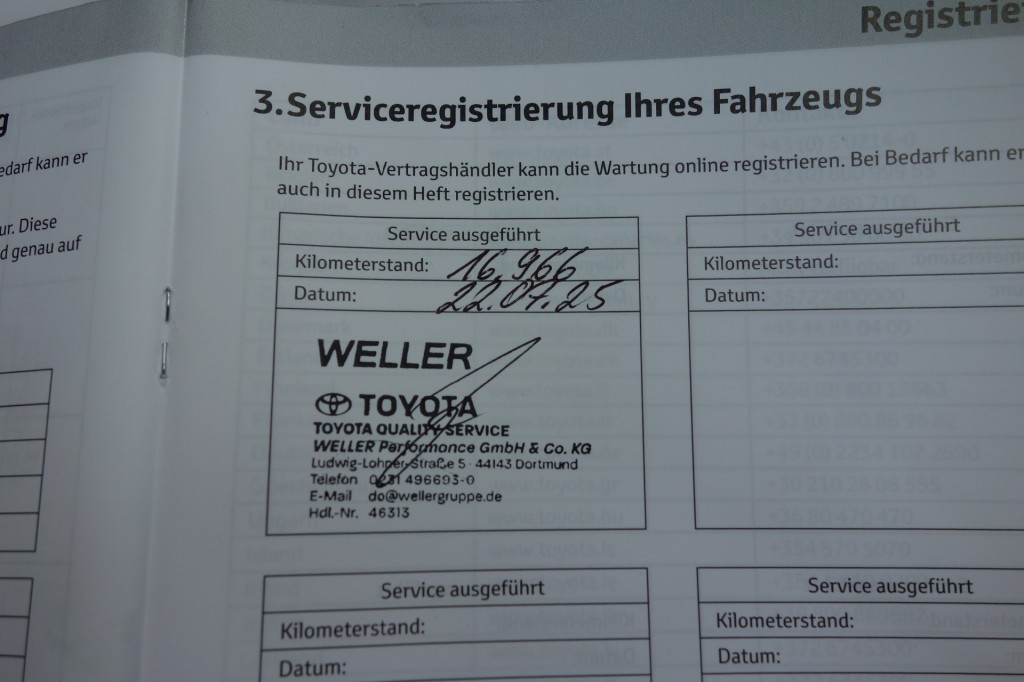 Registrie
3. Serviceregistrierung Ihres Fahrzeugs
g
edarf kann er
ur. Diese
d genau auf
Ihr Toyota-Vertragshändler kann die Wartung online registrieren. Bei Bedarf kann er
auch in diesem Heft registrieren.
Service ausgeführt
Kilometerstand: 16.966
Datum: 22.07.25
WELLER
TOYOTA
TOYOTA QUALITY SERVICE
WELLER Performance GmbH & Co. KG
Ludwig-Lohner-Straße 5 · 44143 Dortmund
Telefon 0231 496693-0
E-Mail do@wellergruppe.de
Hdl.-Nr. 46313
Service ausgeführt
Kilometerstand:
Datum:
Service ausgeführt
Kilometerstand:
Datum:
Service ausgeführt
Kilometerstand:
Datum: